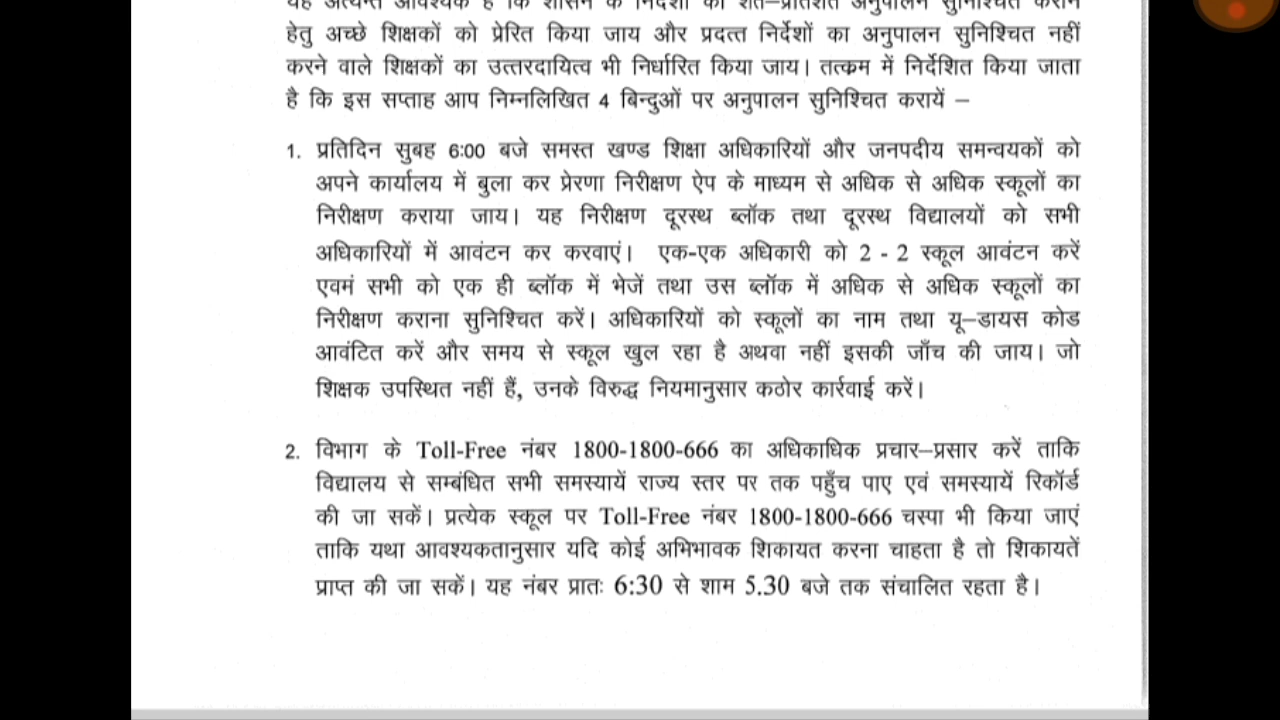 यह अत्यन्त आवश्यक है कि शासन के निर्देशों का शत–प्रतिशत अनुपालन सुनिश्चित कराने
हेतु अच्छे शिक्षकों को प्रेरित किया जाय और प्रदत्त निर्देशों का अनुपालन सुनिश्चित नहीं
करने वाले शिक्षकों का उत्तरदायित्व भी निर्धारित किया जाय। तत्क्रम में निर्देशित किया जाता
है कि इस सप्ताह आप निम्नलिखित 4 बिन्दुओं पर अनुपालन सुनिश्चित करायें –
1. प्रतिदिन सुबह 6:00 बजे समस्त खण्ड शिक्षा अधिकारियों और जनपदीय समन्वयकों को
अपने कार्यालय में बुला कर प्रेरणा निरीक्षण ऐप के माध्यम से अधिक से अधिक स्कूलों का
निरीक्षण कराया जाय। यह निरीक्षण दूरस्थ ब्लॉक तथा दूरस्थ विद्यालयों को सभी
अधिकारियों में आवंटन कर करवाएं। एक-एक अधिकारी को 2 - 2 स्कूल आवंटन करें
एवमं सभी को एक ही ब्लॉक में भेजें तथा उस ब्लॉक में अधिक से अधिक स्कूलों का
निरीक्षण कराना सुनिश्चित करें। अधिकारियों को स्कूलों का नाम तथा यू–डायस कोड
आवंटित करें और समय से स्कूल खुल रहा है अथवा नहीं इसकी जाँच की जाय। जो
शिक्षक उपस्थित नहीं हैं, उनके विरुद्ध नियमानुसार कठोर कार्रवाई करें।
2. विभाग के Toll-Free नंबर 1800-1800-666 का अधिकाधिक प्रचार–प्रसार करें ताकि
विद्यालय से सम्बंधित सभी समस्यायें राज्य स्तर पर तक पहुँच पाए एवं समस्यायें रिकॉर्ड
की जा सकें। प्रत्येक स्कूल पर Toll-Free नंबर 1800-1800-666 चस्पा भी किया जाएं
ताकि यथा आवश्यकतानुसार यदि कोई अभिभावक शिकायत करना चाहता है तो शिकायतें
प्राप्त की जा सकें। यह नंबर प्रातः 6:30 से शाम 5.30 बजे तक संचालित रहता है।